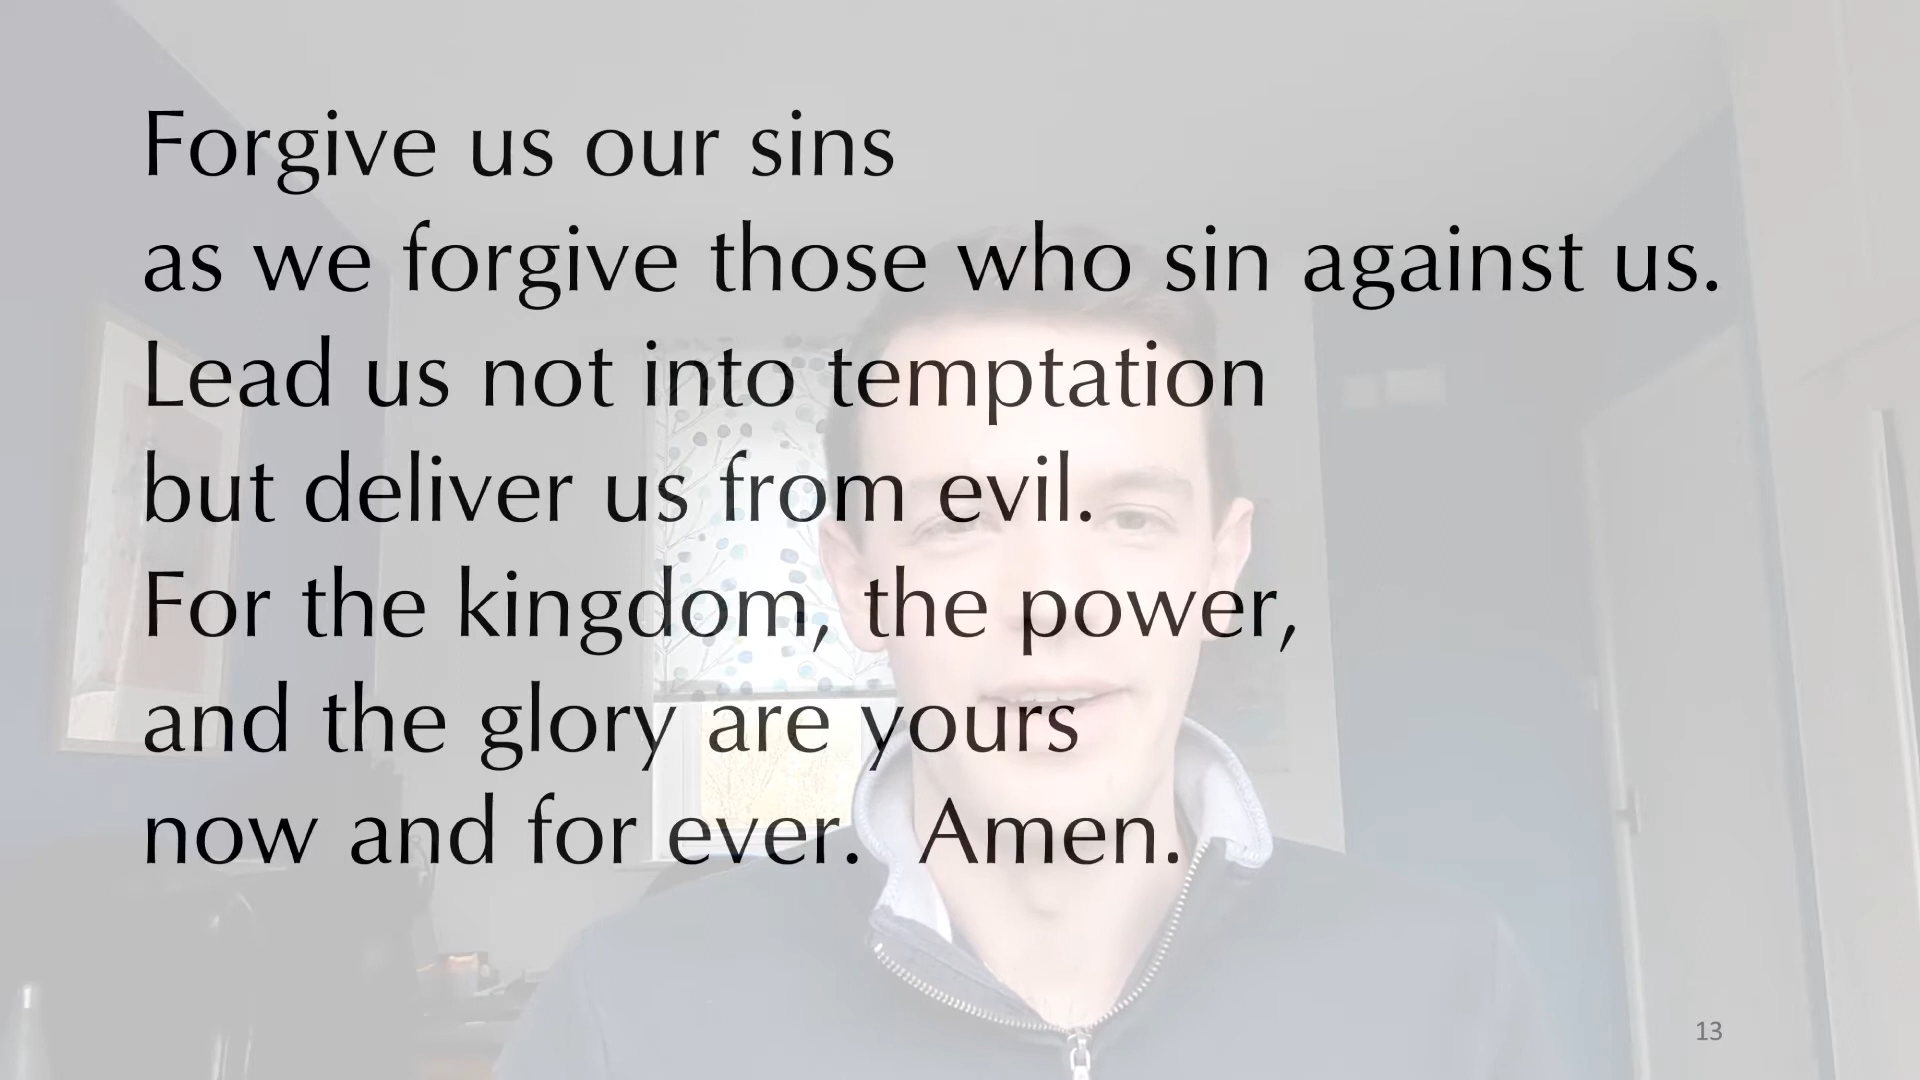 Forgive us our sins
as we forgive those who sin against us.
Lead us not into temptation
but deliver us from evil.
For the kingdom, the power,
and the glory are yours
now and for ever.  Amen.
13